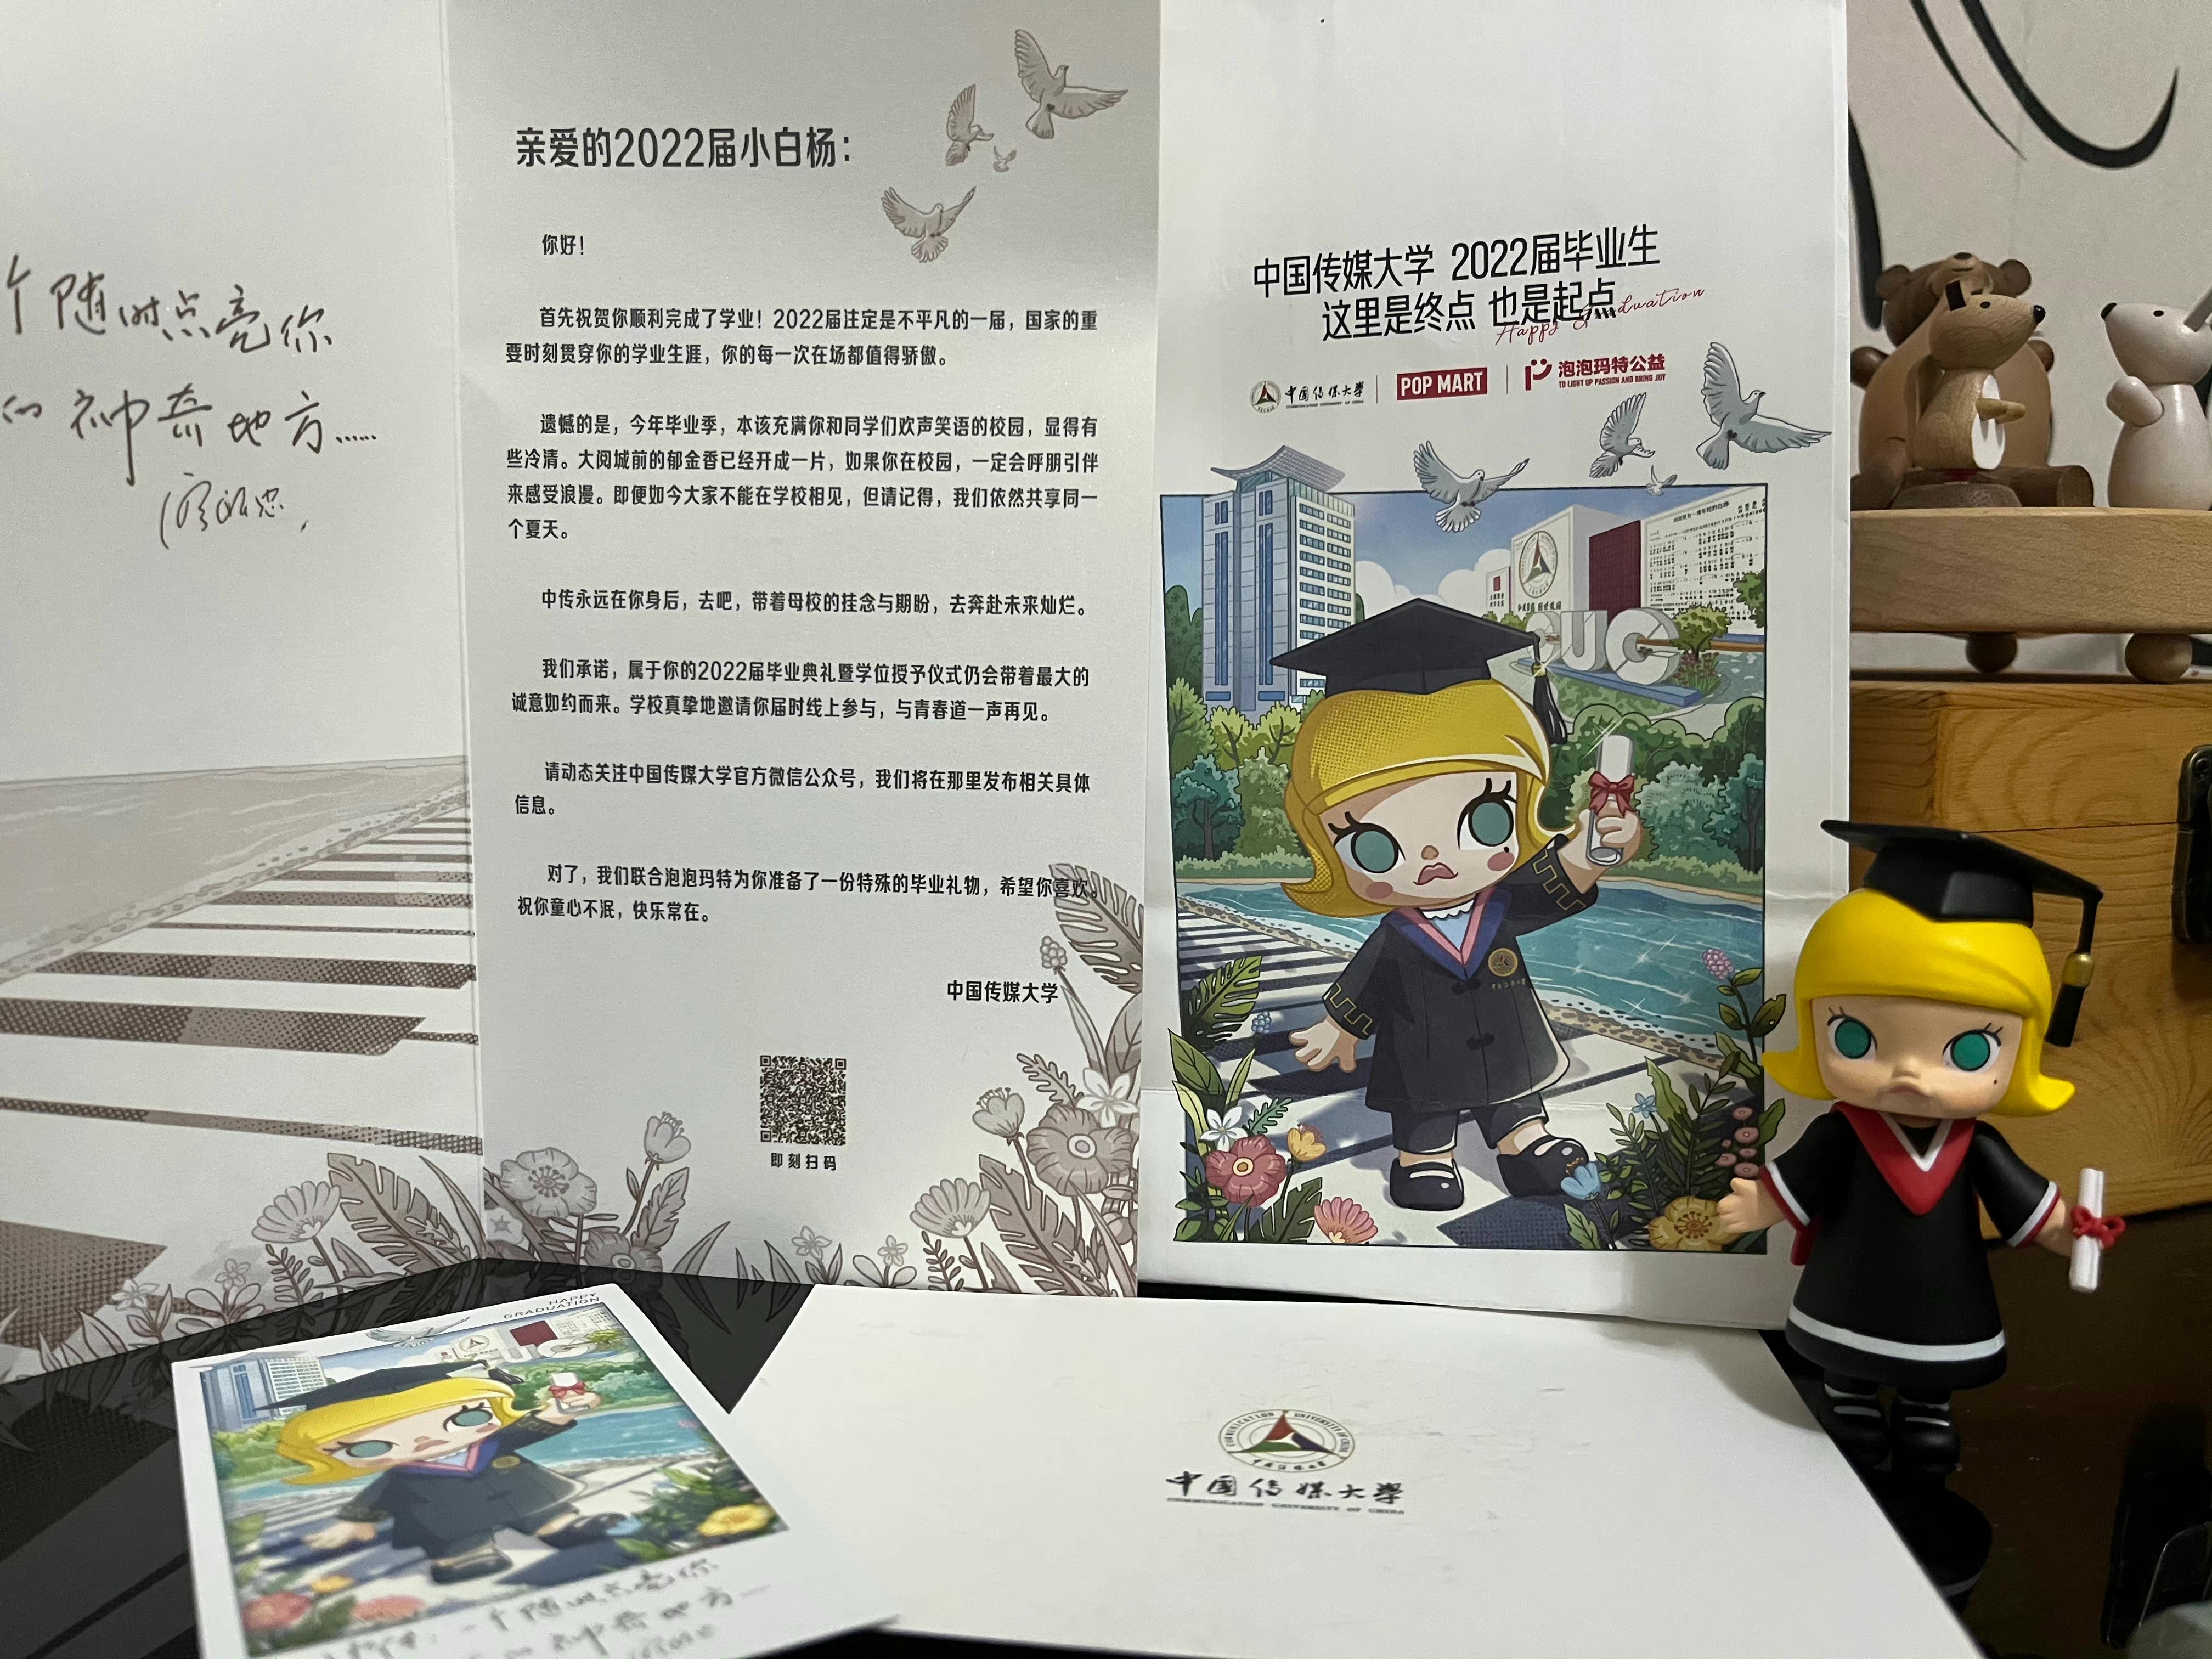 个随时点亮你
的神奇地方……
亲爱的2022届小白杨：
你好！
首先祝贺你顺利完成了学业！2022届注定是不平凡的一届，国家的重
要时刻贯穿你的学业生涯，你的每一次在场都值得骄傲。
遗憾的是，今年毕业季，本该充满你和同学们欢声笑语的校园，显得有
些冷清。大阅城前的郁金香已经开成一片，如果你在校园，一定会呼朋引伴
来感受浪漫。即便如今大家不能在学校相见，但请记得，我们依然共享同一
个夏天。
中传永远在你身后，去吧，带着母校的挂念与期盼，去奔赴未来灿烂。
我们承诺，属于你的2022届毕业典礼暨学位授予仪式仍会带着最大的
诚意如约而来。学校真挚地邀请你届时线上参与，与青春道一声再见。
请动态关注中国传媒大学官方微信公众号，我们将在那里发布相关具体
信息。
对了，我们联合泡泡玛特为你准备了一份特殊的毕业礼物，希望你喜欢。
祝你童心不泯，快乐常在。
中国传媒大学
即刻扫码
中国传媒大学 2022届毕业生
这里是终点 也是起点
Happy Graduation
中国传媒大学
COMMUNICATION UNIVERSITY OF CHINA
POP MART
泡泡玛特公益
TO LIGHT UP PASSION AND BRING JOY
CUC
HAPPY
GRADUATION
一个随时点亮你
的神奇地方……
COMMUNICATION UNIVERSITY OF CHINA
中国传媒大学
中国传媒大学
COMMUNICATION UNIVERSITY OF CHINA